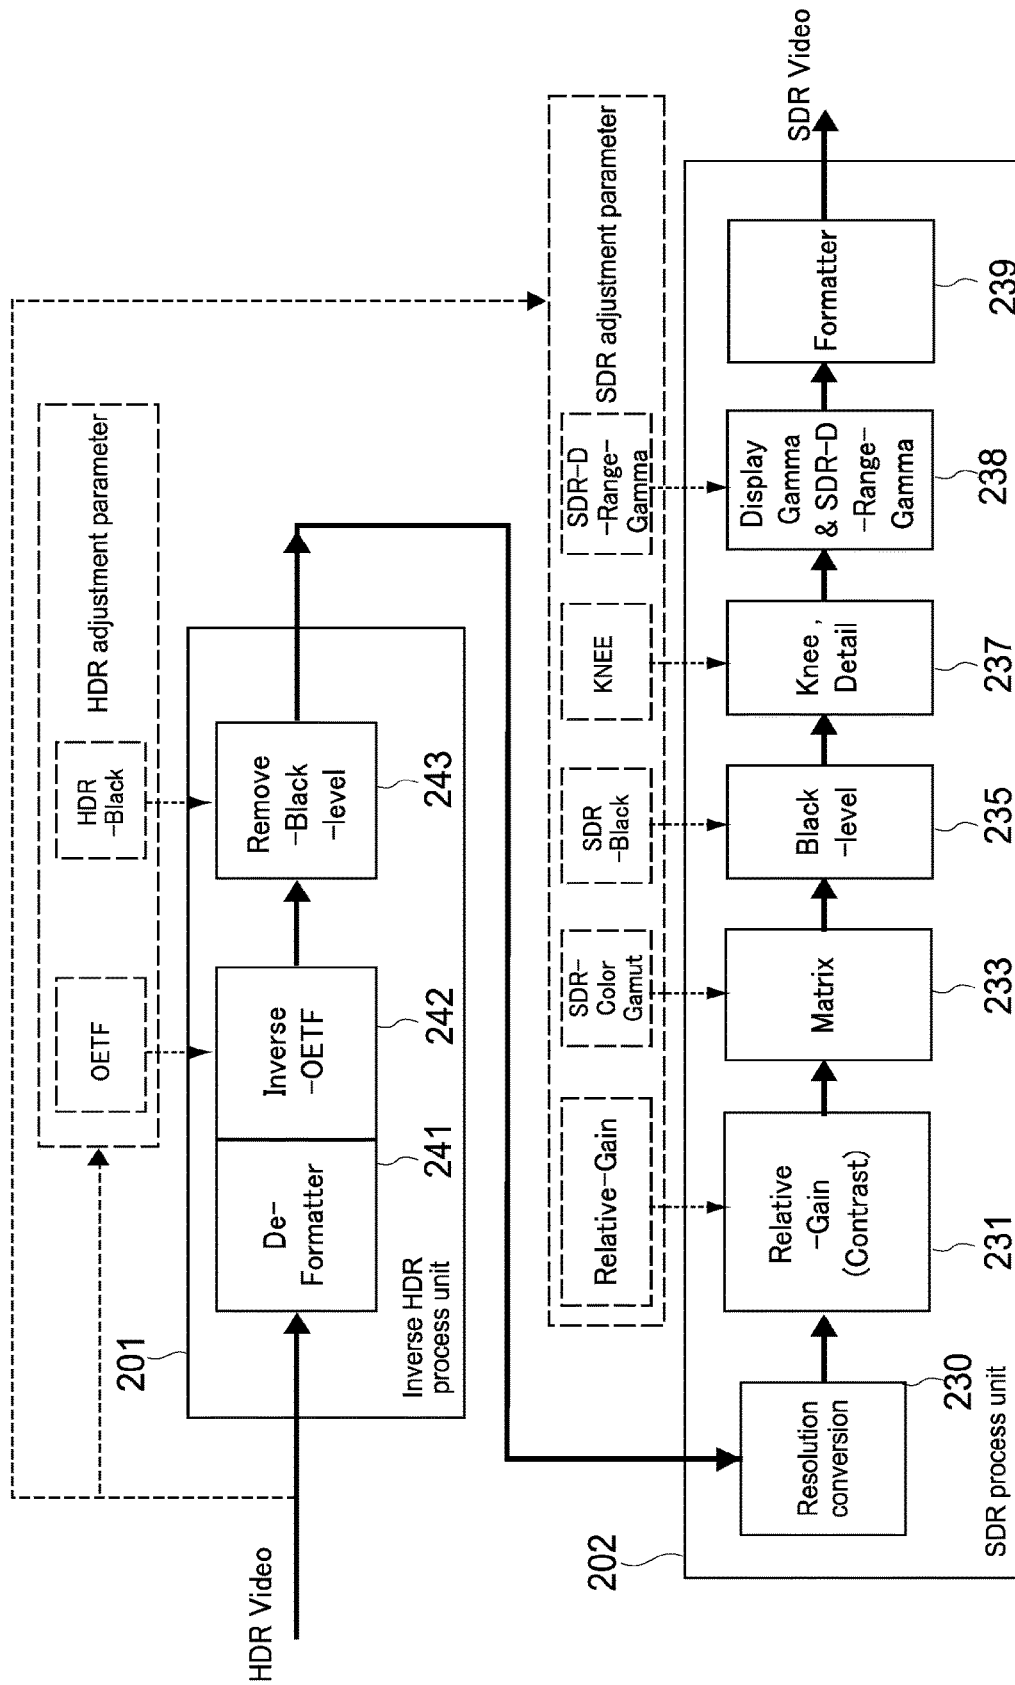 HDR adjustment parameter
OETF
HDR
-Black
HDR Video
201
De-
Formatter
Inverse
-OETF
Remove
-Black
-level
241
242
243
Inverse HDR
process unit
SDR adjustment parameter
Relative-Gain
SDR-
Color
Gamut
SDR
-Black
KNEE
SDR-D
-Range-
Gamma
SDR Video
202
Resolution
conversion
Relative
-Gain
(Contrast)
Matrix
Black
-level
Knee,
Detail
Display
Gamma
& SDR-D
-Range-
Gamma
Formatter
230
231
233
235
237
238
239
SDR process unit